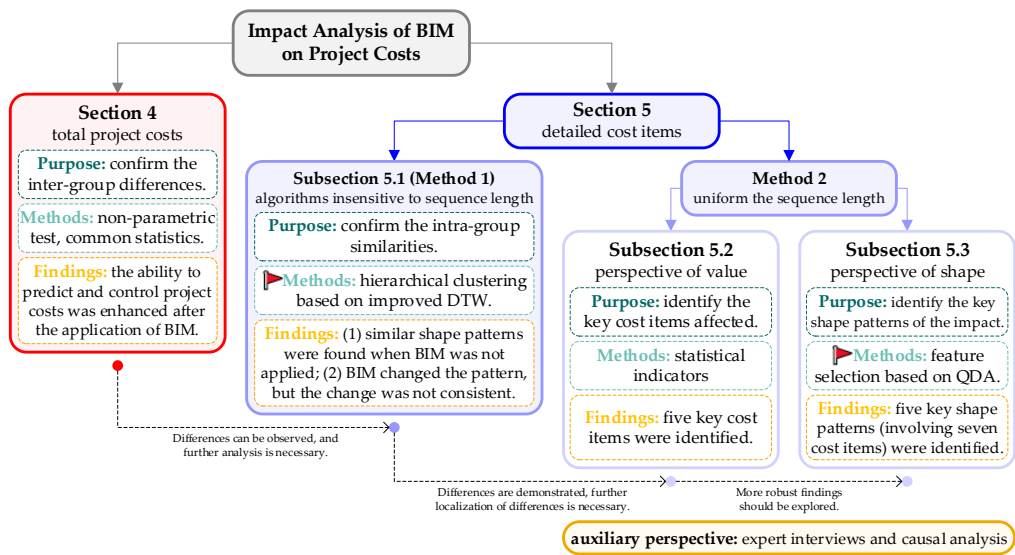 Impact Analysis of BIM
on Project Costs
Section 4
total project costs
Purpose: confirm the
inter-group differences.
Methods: non-parametric
test, common statistics.
Findings: the ability to
predict and control project
costs was enhanced after
the application of BIM.
Section 5
detailed cost items
Subsection 5.1 (Method 1)
algorithms insensitive to sequence length
Purpose: confirm the intra-group
similarities.
Methods: hierarchical clustering
based on improved DTW.
Findings: (1) similar shape patterns
were found when BIM was not
applied; (2) BIM changed the pattern,
but the change was not consistent.
Method 2
uniform the sequence length
Subsection 5.2
perspective of value
Purpose: identify the
key cost items affected.
Methods: statistical
indicators
Findings: five key cost
items were identified.
Subsection 5.3
perspective of shape
Purpose: identify the key
shape patterns of the impact.
Methods: feature
selection based on QDA.
Findings: five key shape
patterns (involving seven
cost items) were identified.
Differences can be observed, and
further analysis is necessary.
Differences are demonstrated, further
localization of differences is necessary.
More robust findings
should be explored.
auxiliary perspective: expert interviews and causal analysis